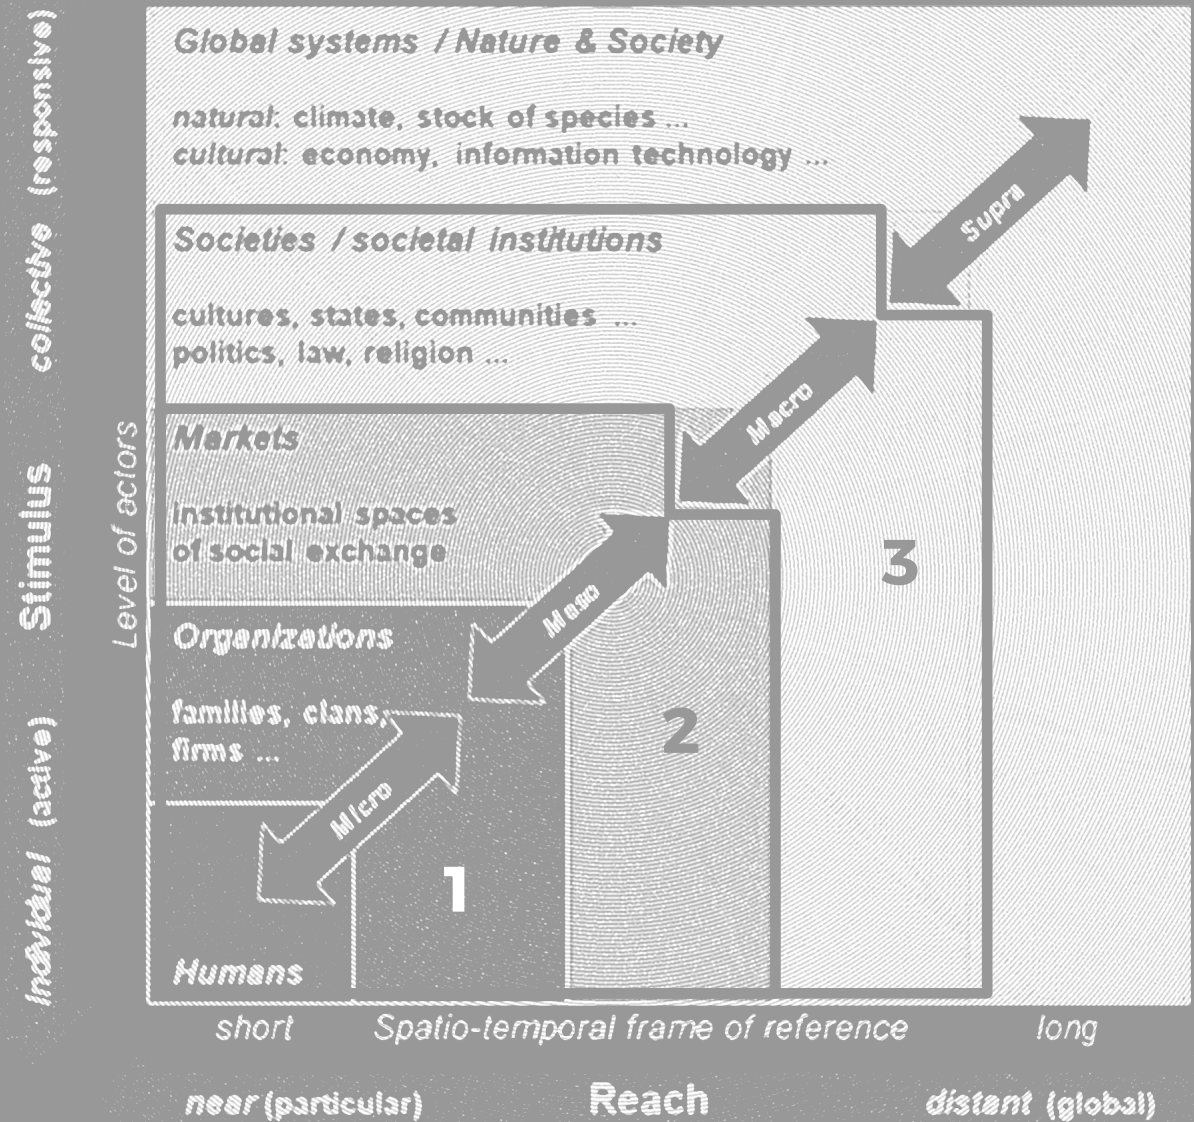 Global systems / Nature & Society
natural: climate, stock of species ...
cultural: economy, information technology ...
Supra
Societies / societal institutions
cultures, states, communities ...
politics, law, religion ...
Macro
Markets
institutional spaces
of social exchange
3
Meso
Organizations
families, clans,
firms ...
2
Micro
1
Humans
collective (responsive)
Stimulus
Level of actors
individual (active)
short Spatio-temporal frame of reference long
near (particular) Reach distant (global)